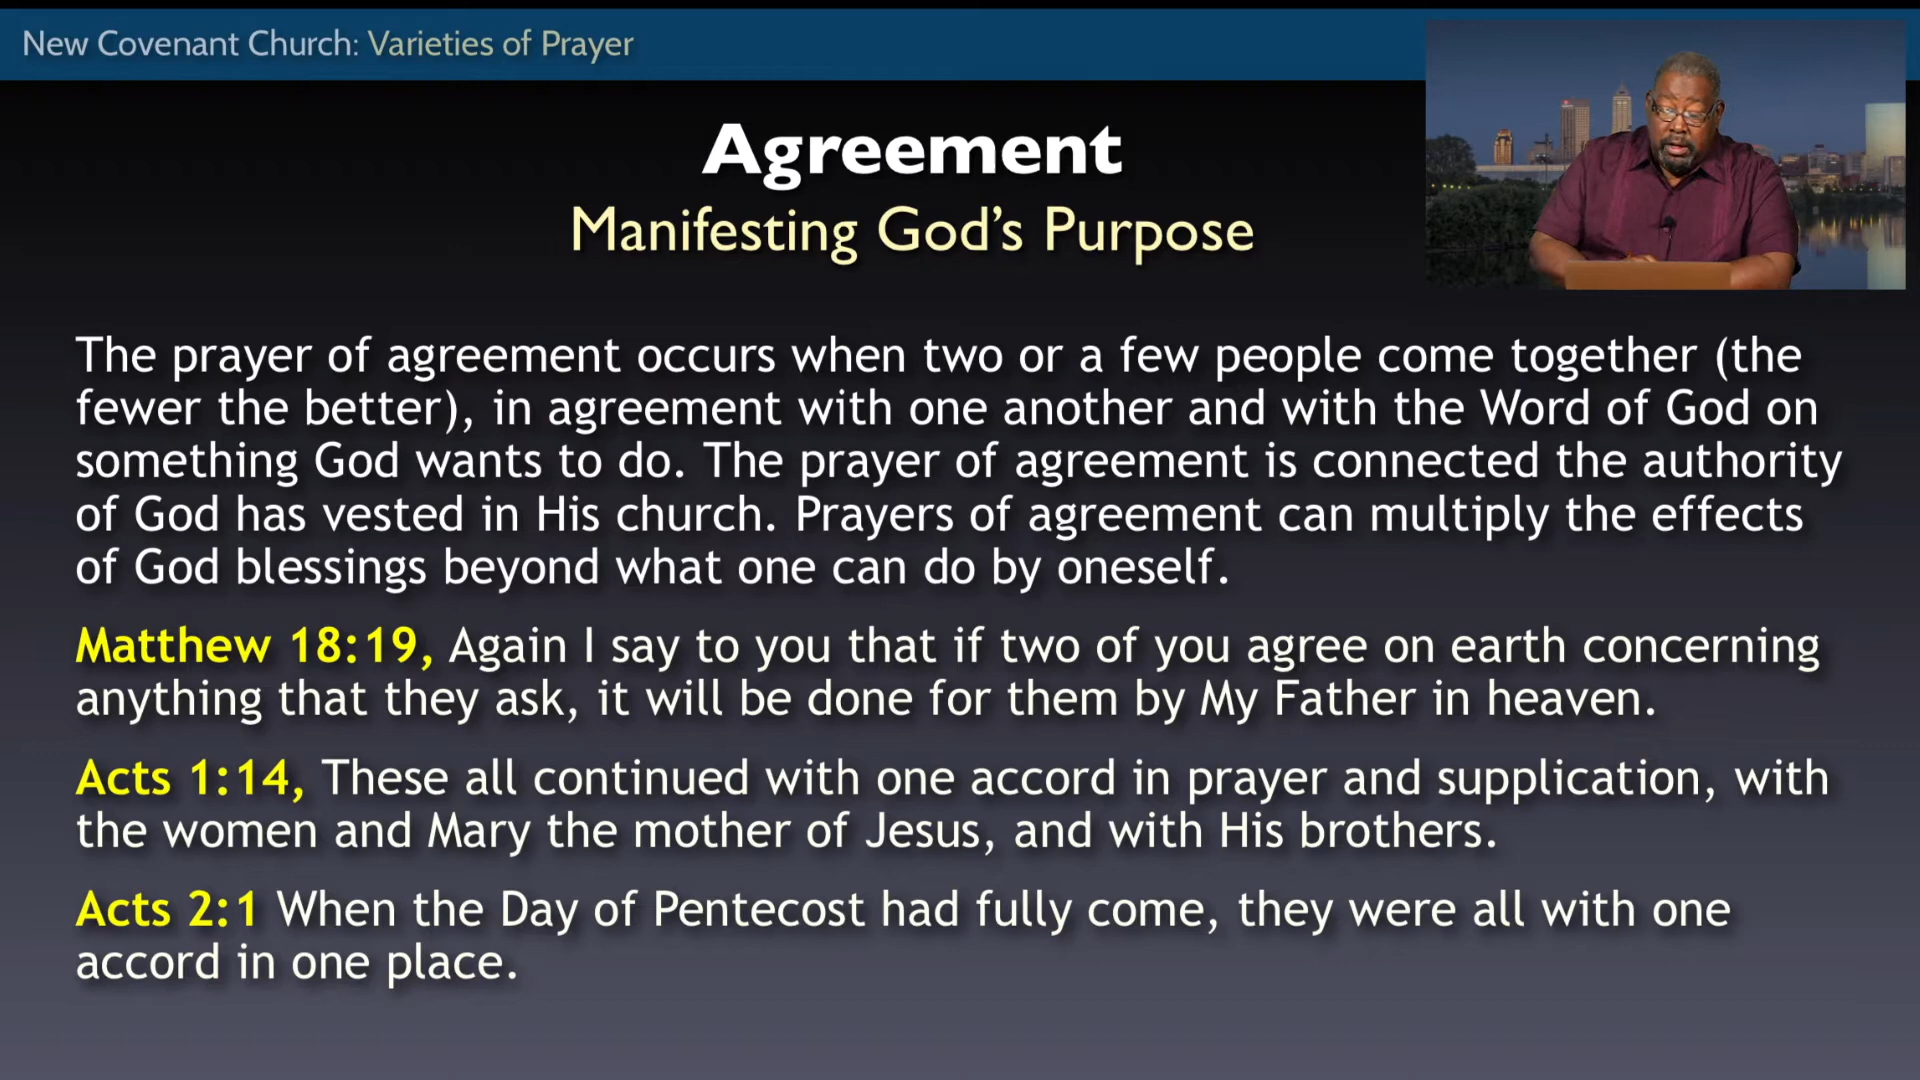 New Covenant Church: Varieties of Prayer
Agreement
Manifesting God's Purpose
The prayer of agreement occurs when two or a few people come together (the
fewer the better), in agreement with one another and with the Word of God on
something God wants to do. The prayer of agreement is connected the authority
of God has vested in His church. Prayers of agreement can multiply the effects
of God blessings beyond what one can do by oneself.
Matthew 18:19, Again I say to you that if two of you agree on earth concerning
anything that they ask, it will be done for them by My Father in heaven.
Acts 1:14, These all continued with one accord in prayer and supplication, with
the women and Mary the mother of Jesus, and with His brothers.
Acts 2:1 When the Day of Pentecost had fully come, they were all with one
accord in one place.